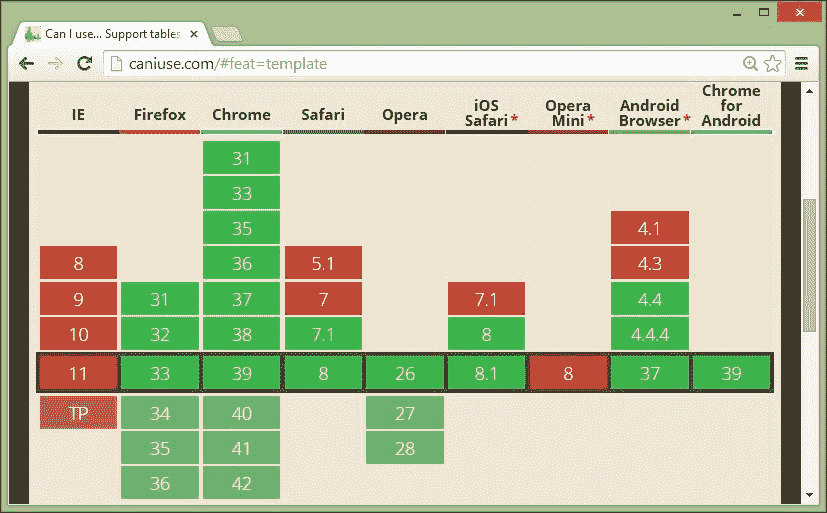 Can I use... Support tables
caniuse.com/#feat=template
IE Firefox Chrome Safari Opera iOS Safari* Opera Mini* Android Browser* Chrome for Android
31
33
35 4.1
8 36 5.1 4.3
9 31 37 7 7.1 4.4
10 32 38 7.1 8 4.4.4
11 33 39 8 26 8.1 8 37 39
TP 34 40 27
35 41 28
36 42